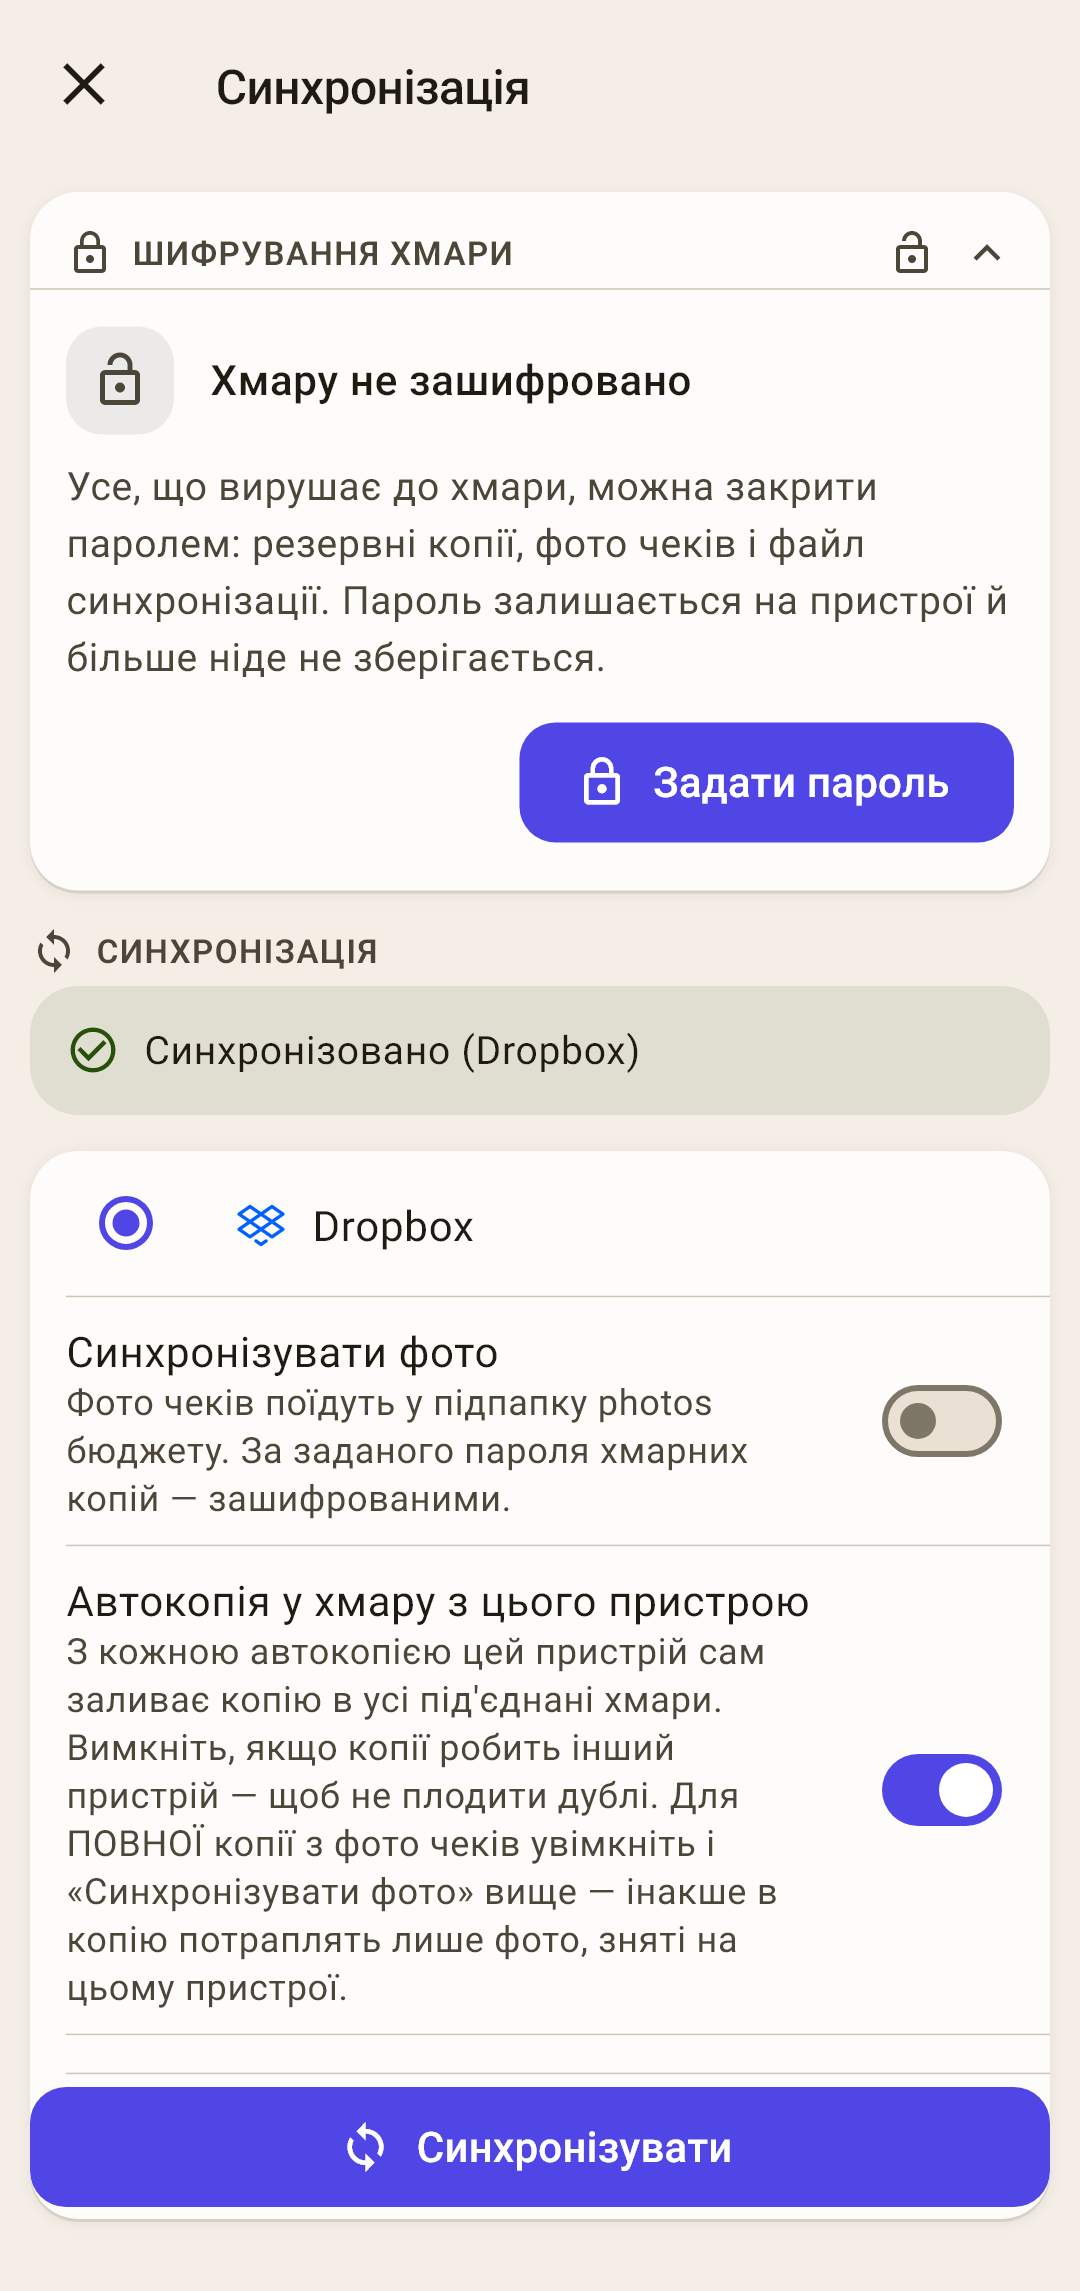 Синхронізація
ШИФРУВАННЯ ХМАРИ
Хмару не зашифровано
Усе, що вирушає до хмари, можна закрити
паролем: резервні копії, фото чеків і файл
синхронізації. Пароль залишається на пристрої й
більше ніде не зберігається.
Задати пароль
СИНХРОНІЗАЦІЯ
Синхронізовано (Dropbox)
Dropbox
Синхронізувати фото
Фото чеків поїдуть у підпапку photos
бюджету. За заданого пароля хмарних
копій — зашифрованими.
Автокопія у хмару з цього пристрою
З кожною автокопією цей пристрій сам
заливає копію в усі під'єднані хмари.
Вимкніть, якщо копії робить інший
пристрій — щоб не плодити дублі. Для
ПОВНОЇ копії з фото чеків увімкніть і
«Синхронізувати фото» вище — інакше в
копію потраплять лише фото, зняті на
цьому пристрої.
Синхронізувати